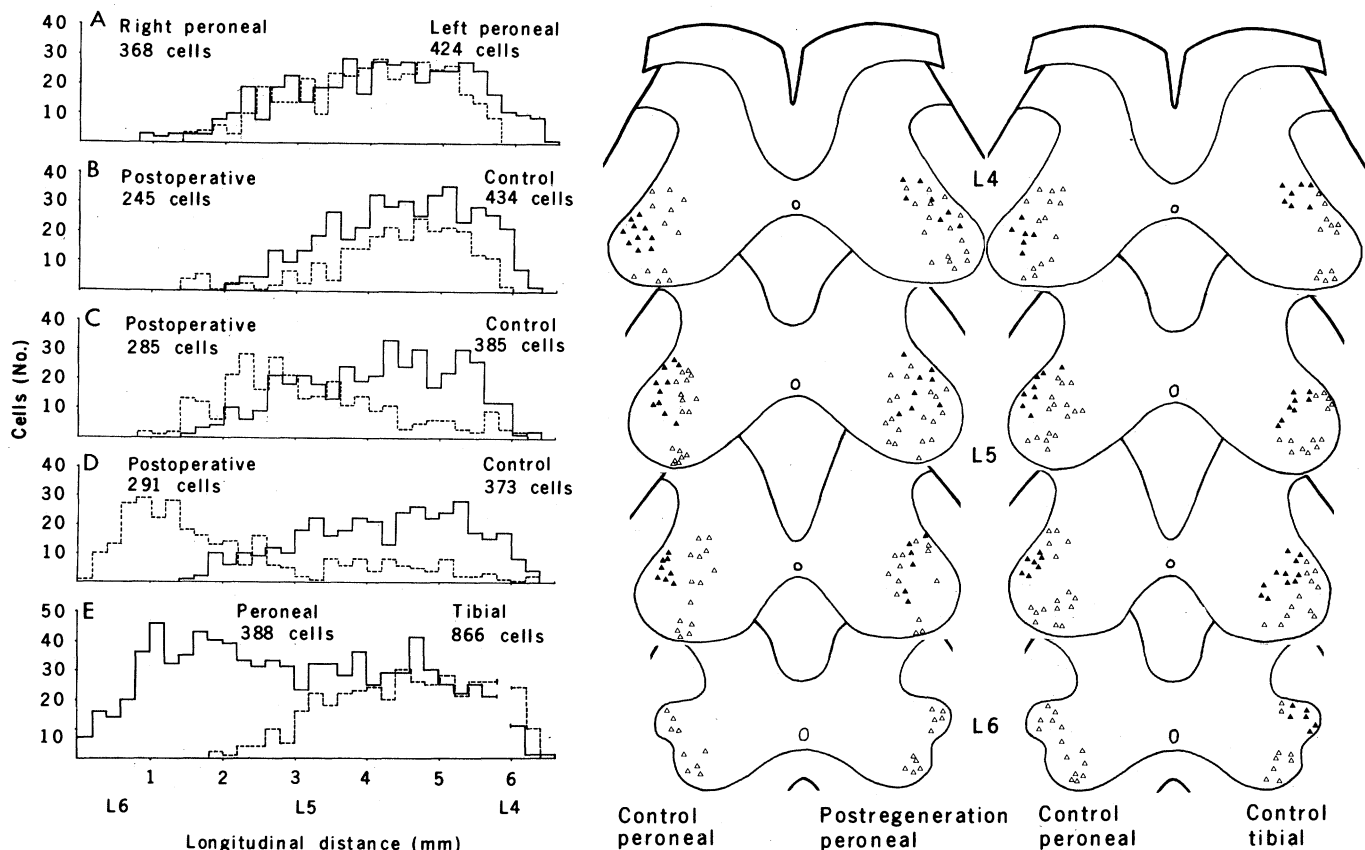 A
Right peroneal
368 cells
Left peroneal
424 cells
40
30
20
10
B
Postoperative
245 cells
Control
434 cells
40
30
20
10
C
Postoperative
285 cells
Control
385 cells
40
30
20
10
D
Postoperative
291 cells
Control
373 cells
40
30
20
10
E
Peroneal
388 cells
Tibial
866 cells
50
40
30
20
10
Cells (No.)
1 2 3 4 5 6
L6 L5 L4
Longitudinal distance (mm)
L4
L5
L6
Control
peroneal
Postregeneration
peroneal
Control
peroneal
Control
tibial